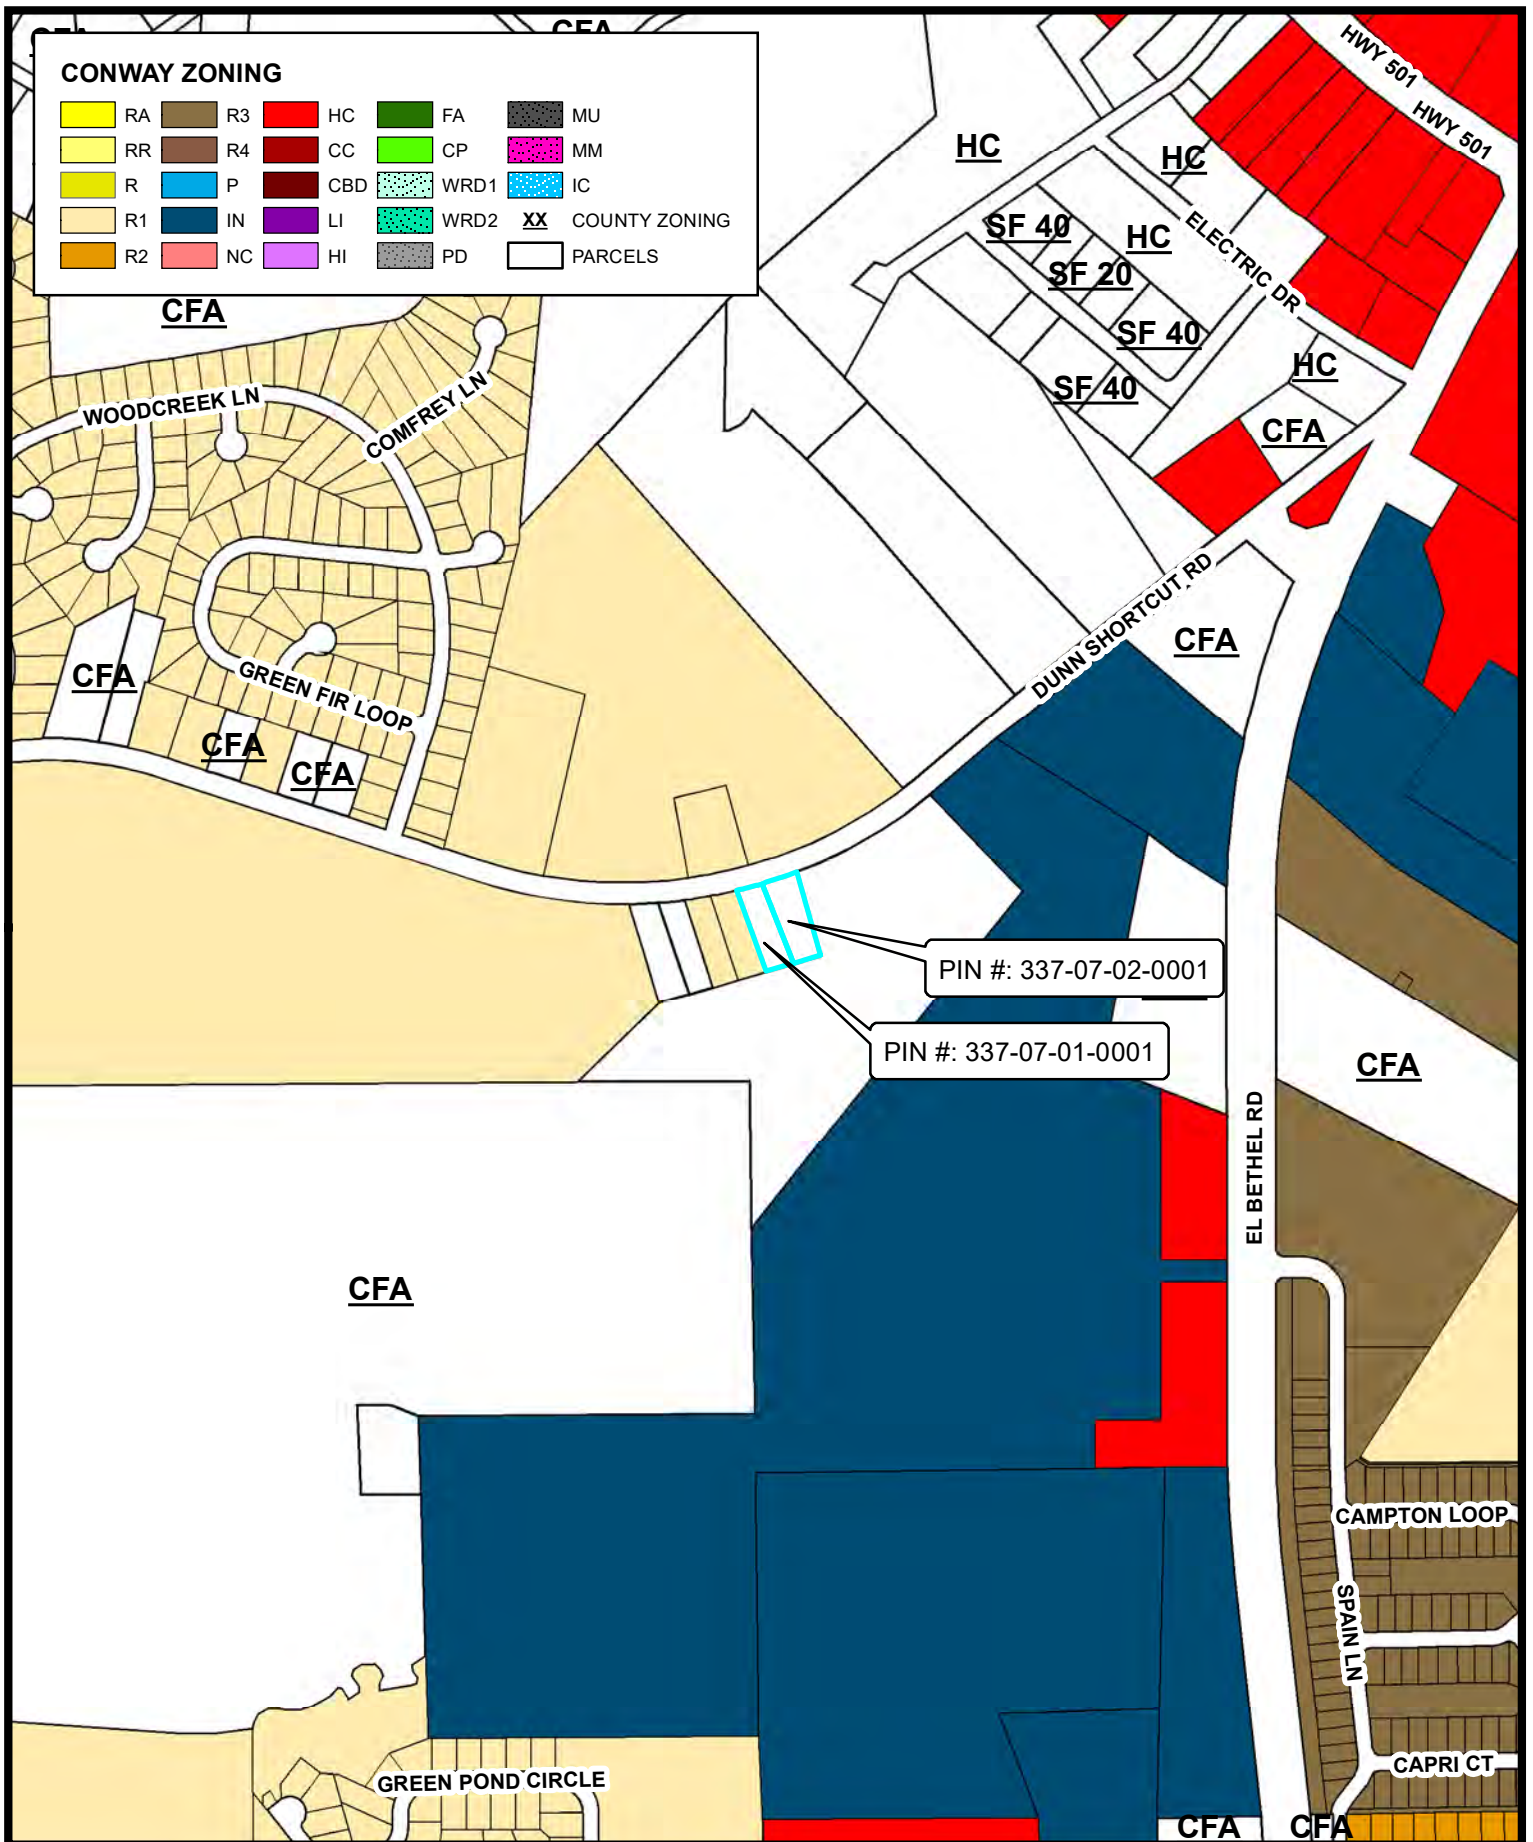 CFA
CFA
CONWAY ZONING
RA
R3
HC
FA
MU
RR
R4
CC
CP
MM
R
P
CBD
WRD1
IC
R1
IN
LI
WRD2
XX
COUNTY ZONING
R2
NC
HI
PD
PARCELS
HWY 501
HWY 501
HC
HC
SF 40
HC
ELECTRIC DR
SF 20
SF 40
HC
SF 40
CFA
CFA
WOODCREEK LN
COMFREY LN
DUNN SHORTCUT RD
CFA
CFA
GREEN FIR LOOP
CFA
CFA
PIN #: 337-07-02-0001
PIN #: 337-07-01-0001
CFA
EL BETHEL RD
CFA
CAMPTON LOOP
SPAIN LN
CAPRI CT
GREEN POND CIRCLE
CFA
CFA